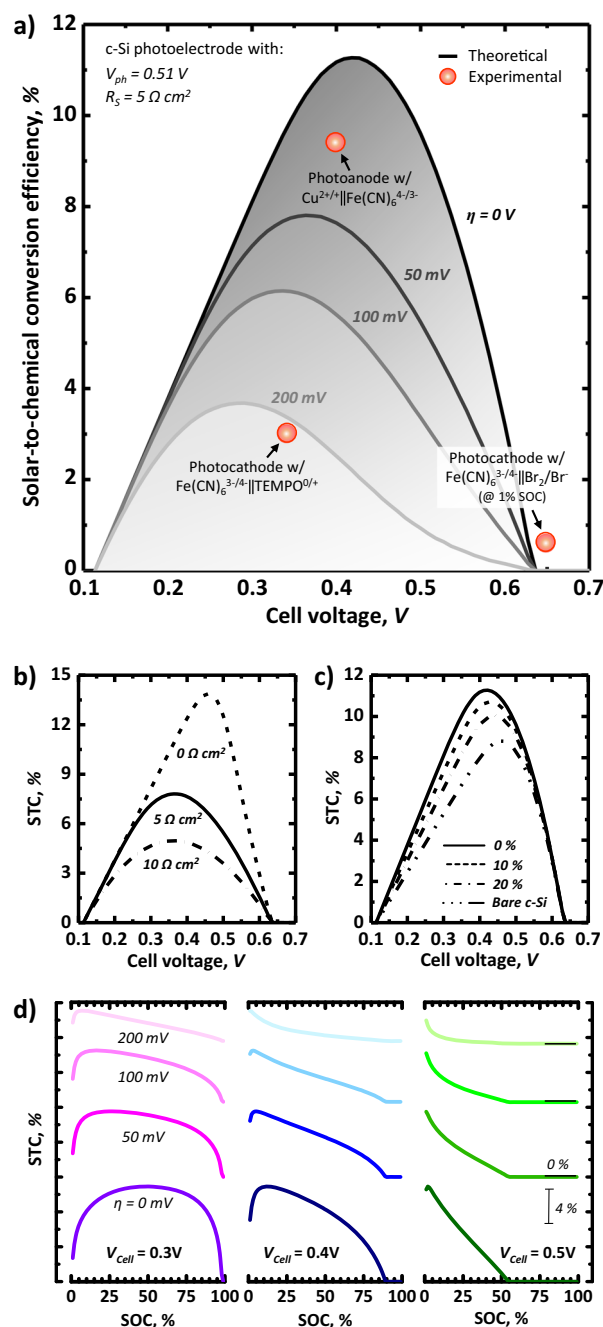 a)
12
10
8
6
4
2
0
Solar-to-chemical conversion efficiency, %
c-Si photoelectrode with:
V_ph = 0.51 V
R_S = 5 Ω cm²
Theoretical
Experimental
Photoanode w/
Cu²⁺/⁺||Fe(CN)₆⁴⁻/³⁻
η = 0 V
50 mV
100 mV
200 mV
Photocathode w/
Fe(CN)₆³⁻/⁴⁻||TEMPO⁰/⁺
Photocathode w/
Fe(CN)₆³⁻/⁴⁻||Br₂/Br⁻
(@ 1% SOC)
0.1 0.2 0.3 0.4 0.5 0.6 0.7
Cell voltage, V
b)
15
12
9
6
3
0
STC, %
0 Ω cm²
5 Ω cm²
10 Ω cm²
0.1 0.2 0.3 0.4 0.5 0.6 0.7
Cell voltage, V
c)
12
10
8
6
4
2
0
STC, %
0 %
10 %
20 %
Bare c-Si
0.1 0.2 0.3 0.4 0.5 0.6 0.7
Cell voltage, V
d)
STC, %
200 mV
100 mV
50 mV
η = 0 mV
V_Cell = 0.3V
0 25 50 75 100
SOC, %
V_Cell = 0.4V
0 25 50 75 100
SOC, %
0 %
4 %
V_Cell = 0.5V
0 25 50 75 100
SOC, %